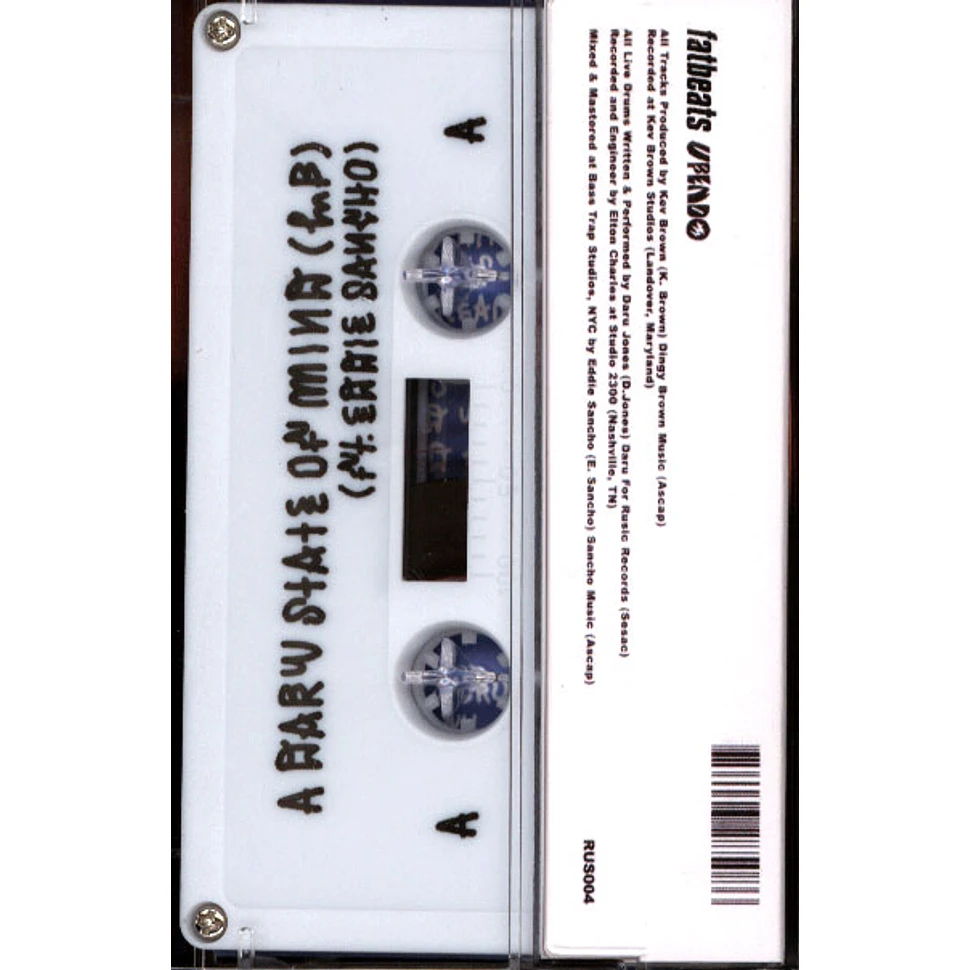 A
A DARU STATE OF MIND (LAB)
(FT. EDDIE SANCHO)
A
fatbeats UPENDO
All Tracks Produced by Kev Brown (K. Brown) Dingy Brown Music (Ascap)
Recorded at Kev Brown Studios (Landover, Maryland)
All Live Drums Written & Performed by Daru Jones (D.Jones) Daru For Rusic Records (Sesac)
Recorded and Engineer by Elton Charles at Studio 2300 (Nashville, TN)
Mixed & Mastered at Bass Trap Studios, NYC by Eddie Sancho (E. Sancho) Sancho Music (Ascap)
RUS004